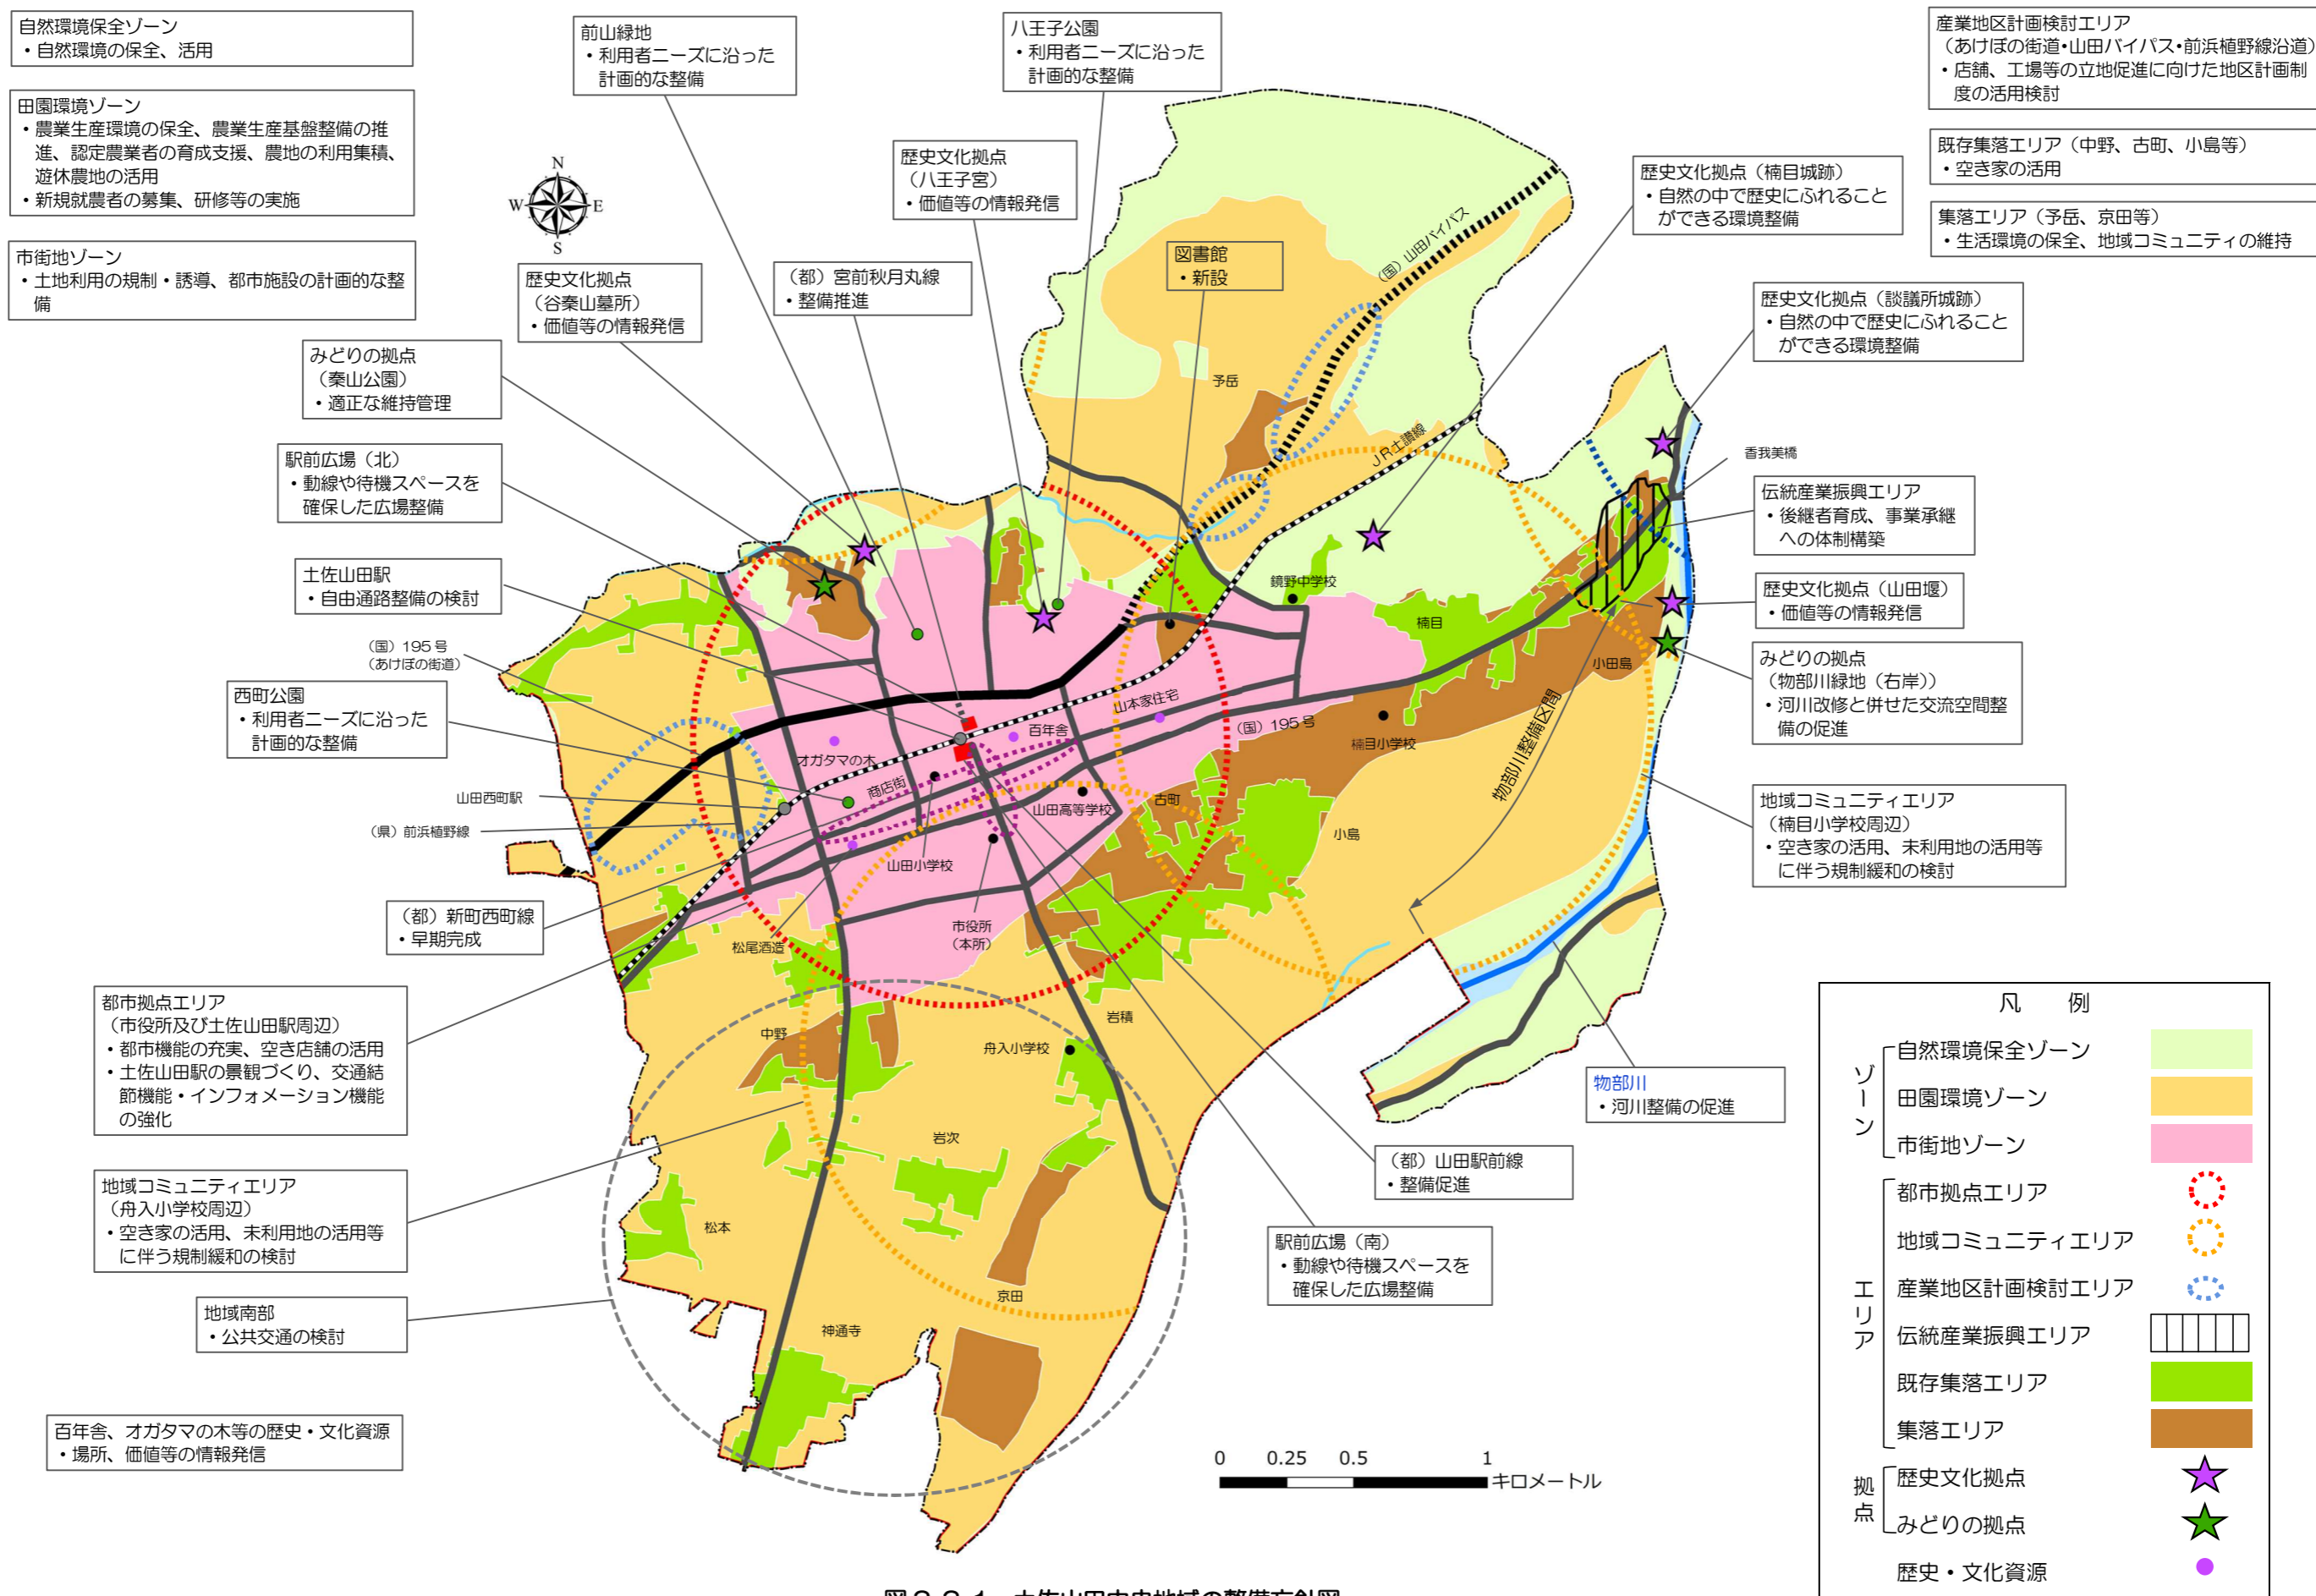 自然環境保全ゾーン
・自然環境の保全、活用
田園環境ゾーン
・農業生産環境の保全、農業生産基盤整備の推
進、認定農業者の育成支援、農地の利用集積、
遊休農地の活用
・新規就農者の募集、研修等の実施
市街地ゾーン
・土地利用の規制・誘導、都市施設の計画的な整
備
前山緑地
・利用者ニーズに沿った
計画的な整備
八王子公園
・利用者ニーズに沿った
計画的な整備
産業地区計画検討エリア
（あけぼの街道・山田バイパス・前浜植野線沿道）
・店舗、工場等の立地促進に向けた地区計画制
度の活用検討
既存集落エリア（中野、古町、小島等）
・空き家の活用
集落エリア（予岳、京田等）
・生活環境の保全、地域コミュニティの維持
N
W
E
S
歴史文化拠点
（八王子宮）
・価値等の情報発信
歴史文化拠点（楠目城跡）
・自然の中で歴史にふれること
ができる環境整備
図書館
・新設
（国）山田バイパス
歴史文化拠点
（谷秦山墓所）
・価値等の情報発信
（都）宮前秋月丸線
・整備推進
歴史文化拠点（談議所城跡）
・自然の中で歴史にふれること
ができる環境整備
みどりの拠点
（秦山公園）
・適正な維持管理
予岳
JR土讃線
駅前広場（北）
・動線や待機スペースを
確保した広場整備
香我美橋
伝統産業振興エリア
・後継者育成、事業承継
への体制構築
土佐山田駅
・自由通路整備の検討
鏡野中学校
歴史文化拠点（山田堰）
・価値等の情報発信
楠目
（国）195号
（あけぼの街道）
小田島
みどりの拠点
（物部川緑地（右岸））
・河川改修と併せた交流空間整
備の促進
西町公園
・利用者ニーズに沿った
計画的な整備
山本家住宅
百年舎
（国）195号
楠目小学校
物部川整備区間
オガタマの木
商店街
山田西町駅
（県）前浜植野線
山田高等学校
古町
小島
山田小学校
地域コミュニティエリア
（楠目小学校周辺）
・空き家の活用、未利用地の活用等
に伴う規制緩和の検討
（都）新町西町線
・早期完成
松尾酒造
市役所
（本所）
都市拠点エリア
（市役所及び土佐山田駅周辺）
・都市機能の充実、空き店舗の活用
・土佐山田駅の景観づくり、交通結
節機能・インフォメーション機能
の強化
中野
岩積
舟入小学校
物部川
・河川整備の促進
岩次
（都）山田駅前線
・整備促進
地域コミュニティエリア
（舟入小学校周辺）
・空き家の活用、未利用地の活用等
に伴う規制緩和の検討
松本
駅前広場（南）
・動線や待機スペースを
確保した広場整備
地域南部
・公共交通の検討
京田
神通寺
百年舎、オガタマの木等の歴史・文化資源
・場所、価値等の情報発信
0 0.25 0.5 1
キロメートル
凡 例
ゾーン
自然環境保全ゾーン
田園環境ゾーン
市街地ゾーン
エリア
都市拠点エリア
地域コミュニティエリア
産業地区計画検討エリア
伝統産業振興エリア
既存集落エリア
集落エリア
拠点
歴史文化拠点
みどりの拠点
歴史・文化資源